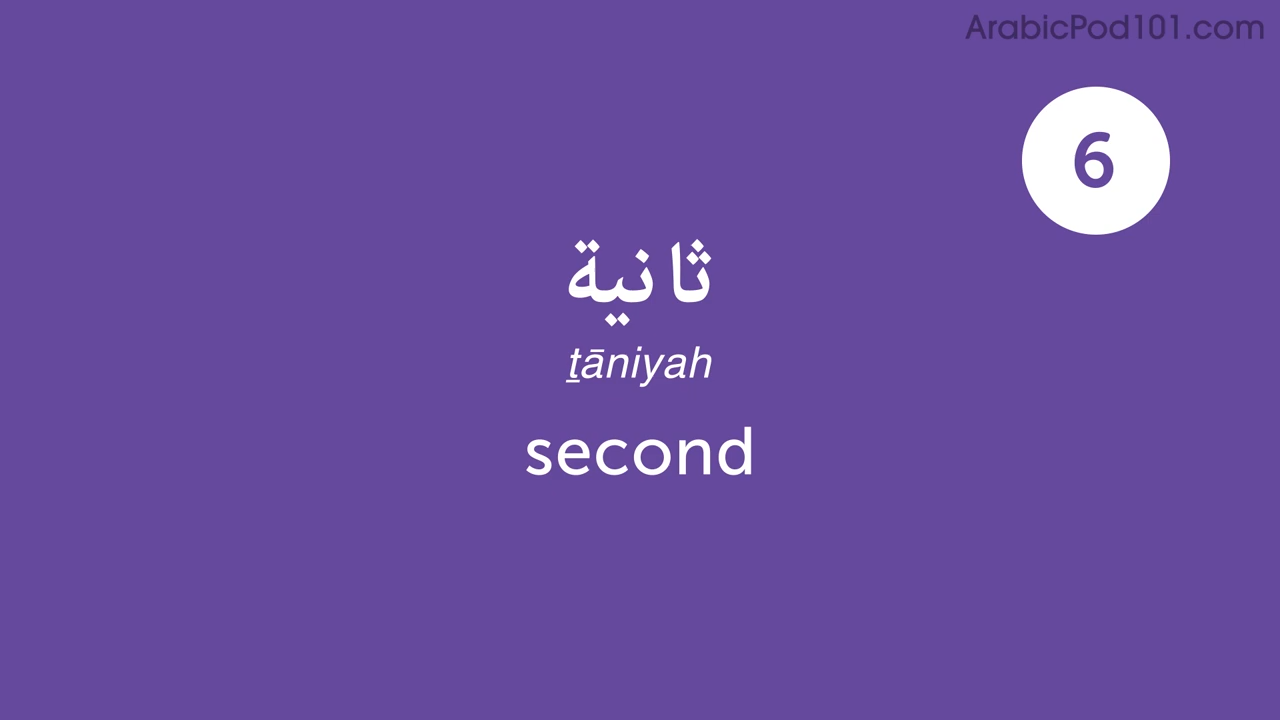 ArabicPod101.com
6
ثانية
ṯāniyah
second